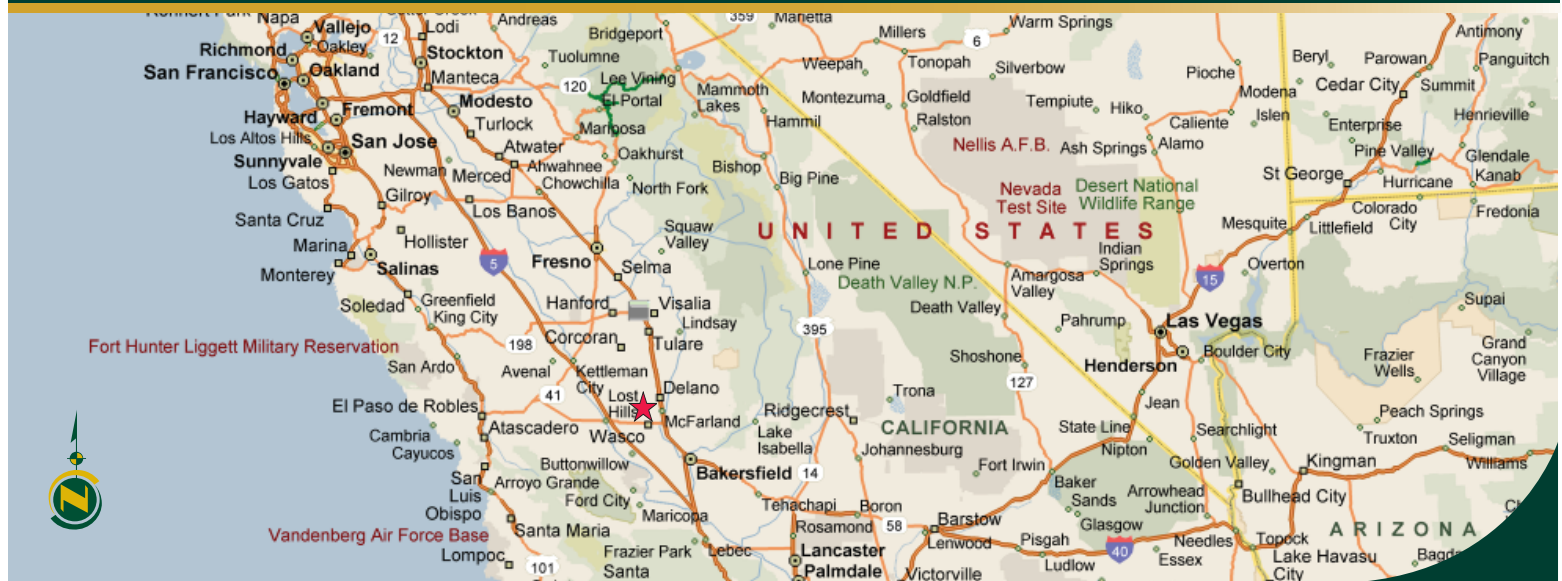 Napa
Vallejo
Oakley
12
Lodi
Andreas
359
Marietta
Warm Springs
Antimony
Richmond
Stockton
Bridgeport
Tuolumne
Millers
6
Weepah
Tonopah
Silverbow
Beryl
Parowan
Panguitch
San Francisco
Oakland
Manteca
120
Lee Vining
El Portal
Mammoth
Lakes
Montezuma
Goldfield
Ralston
Tempiute
Hiko
Pioche
Modena
Cedar City
Summit
Hayward
Fremont
Modesto
Turlock
Mariposa
Hammil
Caliente
Islen
Enterprise
Henrieville
Los Altos Hills
San Jose
Atwater
Oakhurst
Nellis A.F.B.
Ash Springs
Alamo
Pine Valley
Glendale
Sunnyvale
Newman
Merced
Ahwahnee
Chowchilla
Bishop
Big Pine
St George
Hurricane
Kanab
Los Gatos
Gilroy
North Fork
Nevada
Test Site
Desert National
Wildlife Range
Santa Cruz
Los Banos
Squaw
Valley
UNITED STATES
Mesquite
Littlefield
Colorado
City
Fredonia
Marina
Hollister
Monterey
Salinas
5
Fresno
Selma
Lone Pine
Death Valley N.P.
Death Valley
Amargosa
Valley
Indian
Springs
15
Overton
Soledad
Greenfield
King City
Hanford
Visalia
Lindsay
395
Pahrump
Las Vegas
Supai
Fort Hunter Liggett Military Reservation
198
Corcoran
Tulare
San Ardo
Avenal
Kettleman
City
Shoshone
127
Henderson
Boulder City
Frazier
Wells
Grand
Canyon
Village
41
Lost
Hills
Delano
Trona
Jean
El Paso de Robles
Atascadero
Wasco
McFarland
Ridgecrest
CALIFORNIA
State Line
Searchlight
Peach Springs
Truxton
Seligman
Cambria
Cayucos
Lake
Isabella
Johannesburg
Nipton
Golden Valley
Kingman
Williams
Buttonwillow
Bakersfield
14
Fort Irwin
San
Luis
Obispo
Arroyo Grande
Ford City
Maricopa
Tehachapi
Boron
Baker
Sands
Arrowhead
Junction
Bullhead City
N
Vandenberg Air Force Base
Santa Maria
Rosamond
58
Barstow
Glasgow
ARIZONA
Lompoc
101
Frazier Park
Santa
Lebec
Lancaster
Palmdale
Lenwood
Victorville
Pisgah
Ludlow
40
Essex
Needles
Topock
Lake Havasu
City